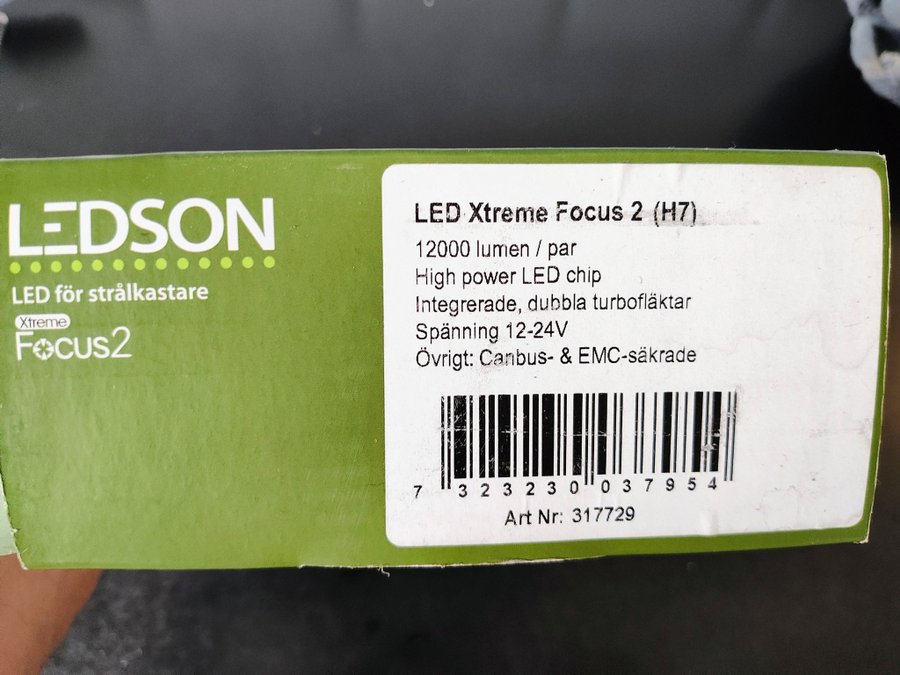 LEDSON
LED för strålkastare
Xtreme
Focus2
LED Xtreme Focus 2 (H7)
12000 lumen / par
High power LED chip
Integrerade, dubbla turbofläktar
Spänning 12-24V
Övrigt: Canbus- & EMC-säkrade
7 323230 037954
Art Nr: 317729